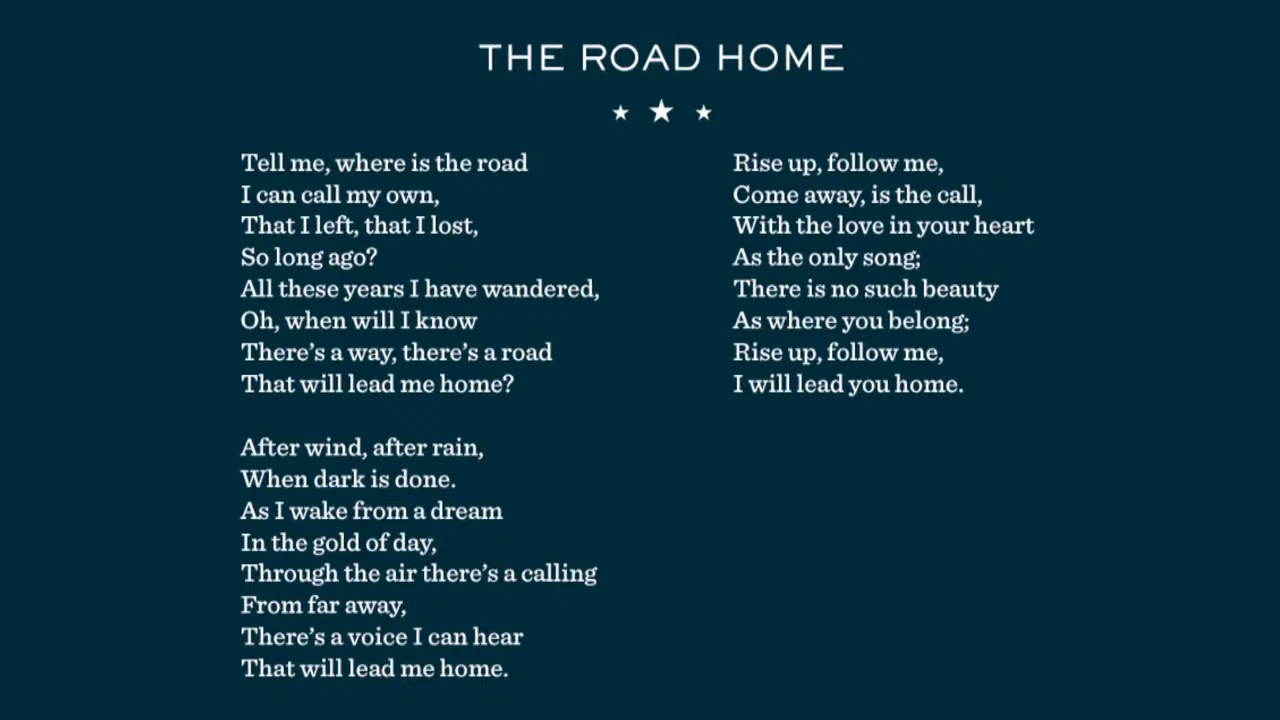 THE ROAD HOME
Tell me, where is the road
I can call my own,
That I left, that I lost,
So long ago?
All these years I have wandered,
Oh, when will I know
There’s a way, there’s a road
That will lead me home?
After wind, after rain,
When dark is done.
As I wake from a dream
In the gold of day,
Through the air there’s a calling
From far away,
There’s a voice I can hear
That will lead me home.
Rise up, follow me,
Come away, is the call,
With the love in your heart
As the only song;
There is no such beauty
As where you belong;
Rise up, follow me,
I will lead you home.